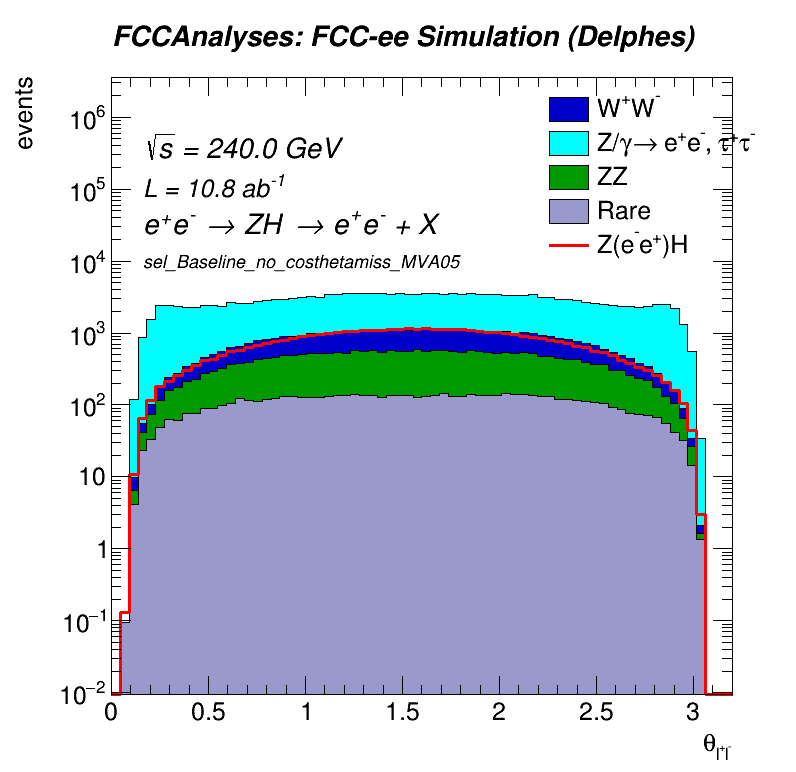 FCCAnalyses: FCC-ee Simulation (Delphes)
events
√s = 240.0 GeV
L = 10.8 ab⁻¹
e⁺e⁻ → ZH → e⁺e⁻ + X
sel_Baseline_no_costhetamiss_MVA05
W⁺W⁻
Z/γ→ e⁺e⁻, τ⁺τ⁻
ZZ
Rare
Z(e⁻e⁺)H
10⁶
10⁵
10⁴
10³
10²
10
1
10⁻¹
10⁻²
0 0.5 1 1.5 2 2.5 3
θ_l⁺l⁻